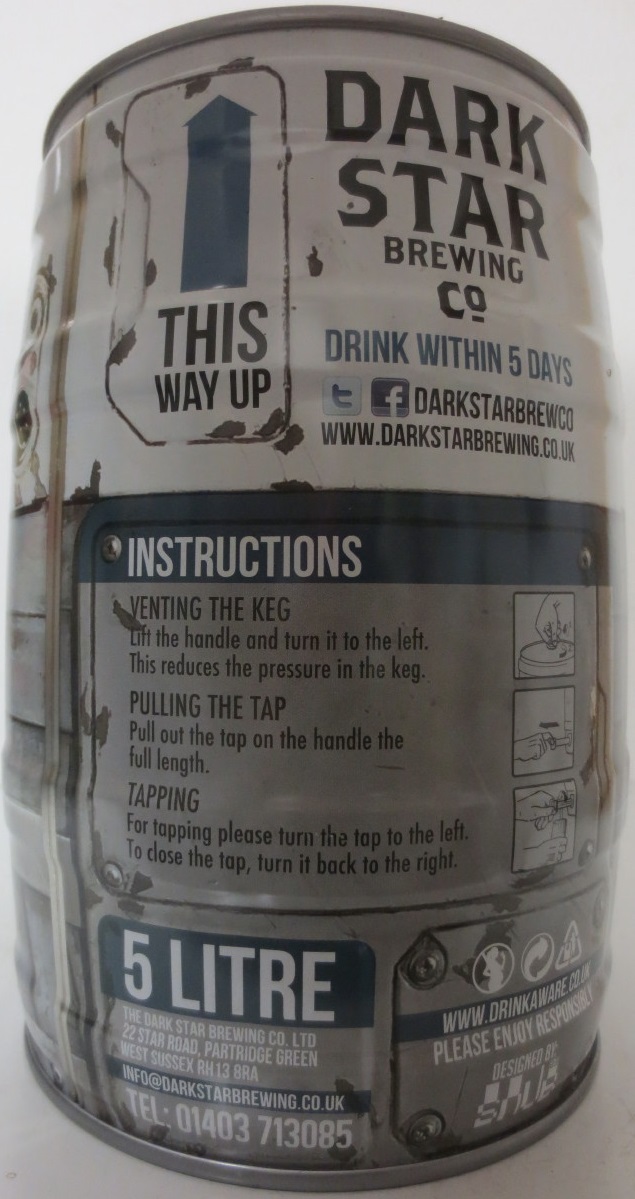 DARK
STAR
BREWING
Co
THIS
WAY UP
DRINK WITHIN 5 DAYS
DARKSTARBREWCO
WWW.DARKSTARBREWING.CO.UK
INSTRUCTIONS
VENTING THE KEG
Lift the handle and turn it to the left.
This reduces the pressure in the keg.
PULLING THE TAP
Pull out the tap on the handle the
full length.
TAPPING
For tapping please turn the tap to the left.
To close the tap, turn it back to the right.
5 LITRE
THE DARK STAR BREWING CO. LTD
22 STAR ROAD, PARTRIDGE GREEN
WEST SUSSEX RH13 8RA
INFO@DARKSTARBREWING.CO.UK
TEL: 01403 713085
WWW.DRINKAWARE.CO.UK
PLEASE ENJOY RESPONSIBLY
DESIGNED BY: